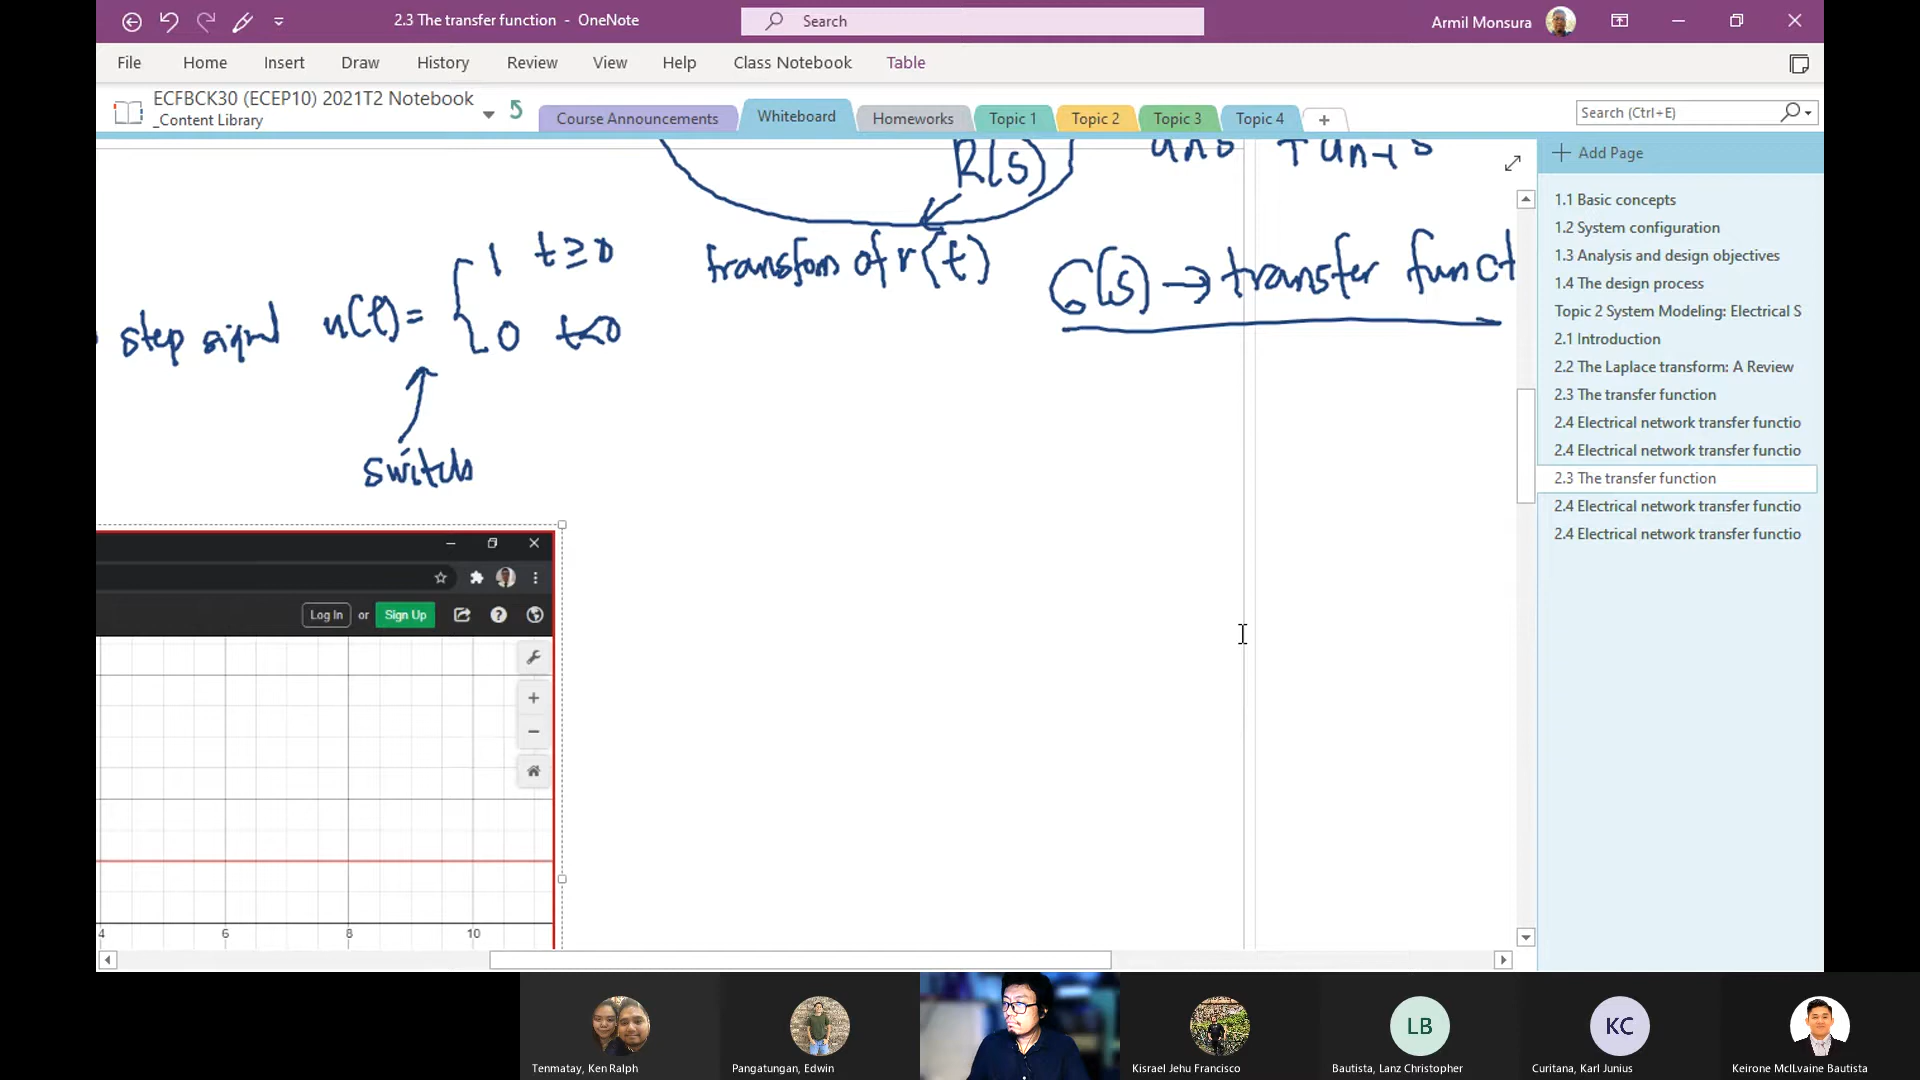 2.3 The transfer function - OneNote
Search
Armil Monsura
File Home Insert Draw History Review View Help Class Notebook Table
ECFBCK30 (ECEP10) 2021T2 Notebook
_Content Library
Course Announcements Whiteboard Homeworks Topic 1 Topic 2 Topic 3 Topic 4 +
Search (Ctrl+E)
Add Page
1.1 Basic concepts
1.2 System configuration
1.3 Analysis and design objectives
1.4 The design process
Topic 2 System Modeling: Electrical S
2.1 Introduction
2.2 The Laplace transform: A Review
2.3 The transfer function
2.4 Electrical network transfer functio
2.4 Electrical network transfer functio
2.3 The transfer function
2.4 Electrical network transfer functio
2.4 Electrical network transfer functio
R(s)
transform of r(t)
G(s) → transfer funct
step signal u(t) = { 1 t≥0
0 t<0
switch
Log In or Sign Up
4 6 8 10
Tenmatay, Ken Ralph
Pangatungan, Edwin
Kisrael Jehu Francisco
LB
Bautista, Lanz Christopher
KC
Curitana, Karl Junius
Keirone McIlvaine Bautista